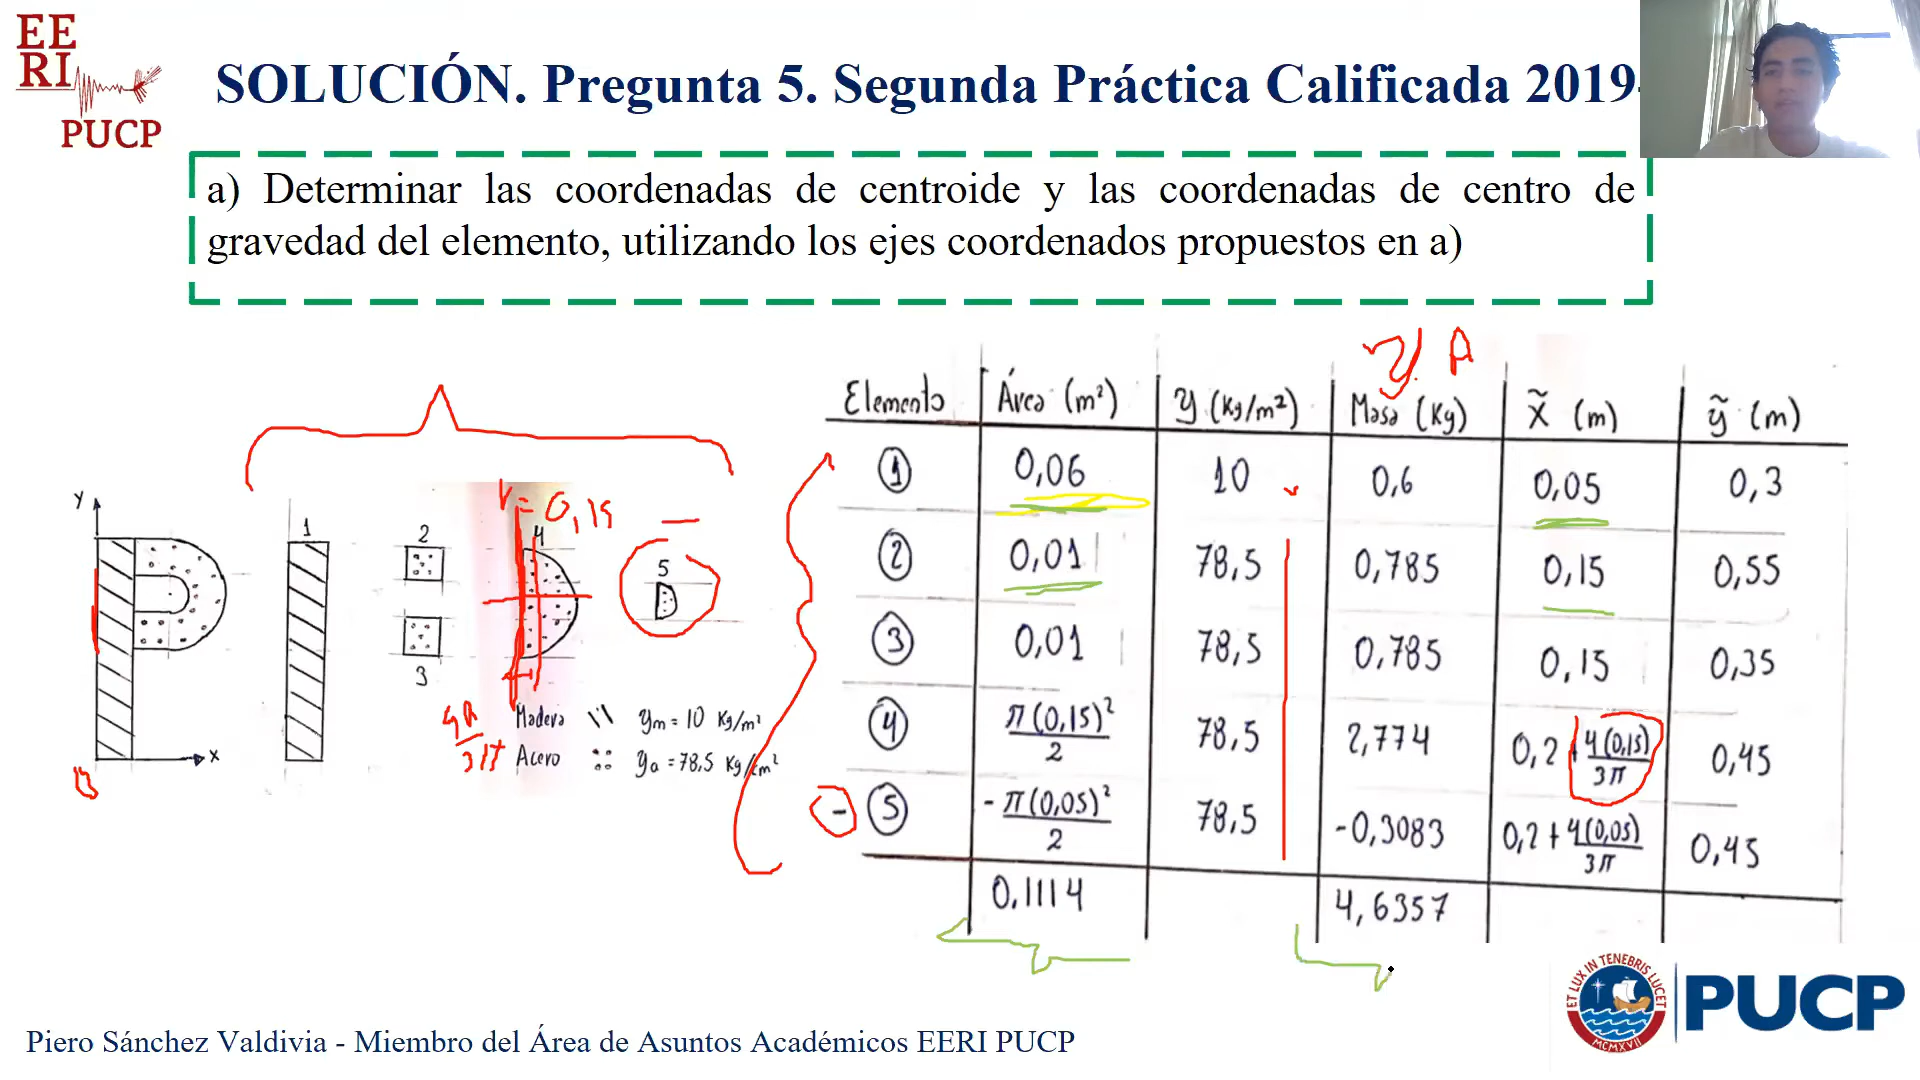 EE
RI
PUCP
SOLUCIÓN. Pregunta 5. Segunda Práctica Calificada 2019-
a) Determinar las coordenadas de centroide y las coordenadas de centro de
gravedad del elemento, utilizando los ejes coordenados propuestos en a)
γ A
Elemento Área (m²) γ (Kg/m²) Masa (Kg) x̃ (m) ỹ (m)
① 0,06 10 0,6 0,05 0,3
② 0,01 78,5 0,785 0,15 0,55
③ 0,01 78,5 0,785 0,15 0,35
④ π(0,15)²/2 78,5 2,774 0,2 + 4(0,15)/3π 0,45
- ⑤ -π(0,05)²/2 78,5 -0,3083 0,2 + 4(0,05)/3π 0,45
0,1114 4,6357
Y
X
1
2
3
r = 0,15
4
5
4R/3π
Madera \\ γm = 10 Kg/m²
Acero :: γa = 78,5 Kg/m²
ET LUX IN TENEBRIS LUCET
MCMXVII
PUCP
Piero Sánchez Valdivia - Miembro del Área de Asuntos Académicos EERI PUCP